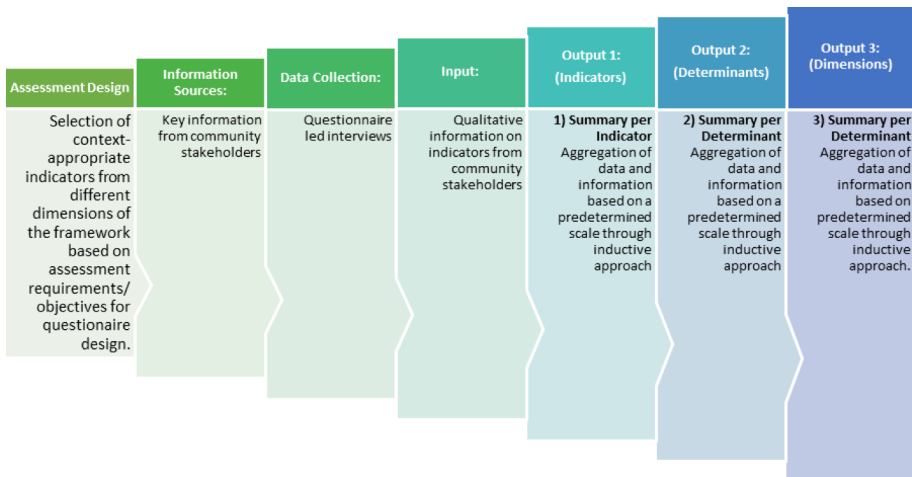 Assessment Design
Selection of
context-
appropriate
indicators from
different
dimensions of
the framework
based on
assessment
requirements/
objectives for
questionaire
design.
Information
Sources:
Key information
from community
stakeholders
Data Collection:
Questionnaire
led interviews
Input:
Qualitative
information on
indicators from
community
stakeholders
Output 1:
(Indicators)
1) Summary per
Indicator
Aggregation of
data and
information
based on a
predetermined
scale through
inductive
approach
Output 2:
(Determinants)
2) Summary per
Determinant
Aggregation of
data and
information
based on a
predetermined
scale through
inductive
approach
Output 3:
(Dimensions)
3) Summary per
Determinant
Aggregation of
data and
information
based on
predetermined
scale through
inductive
approach.